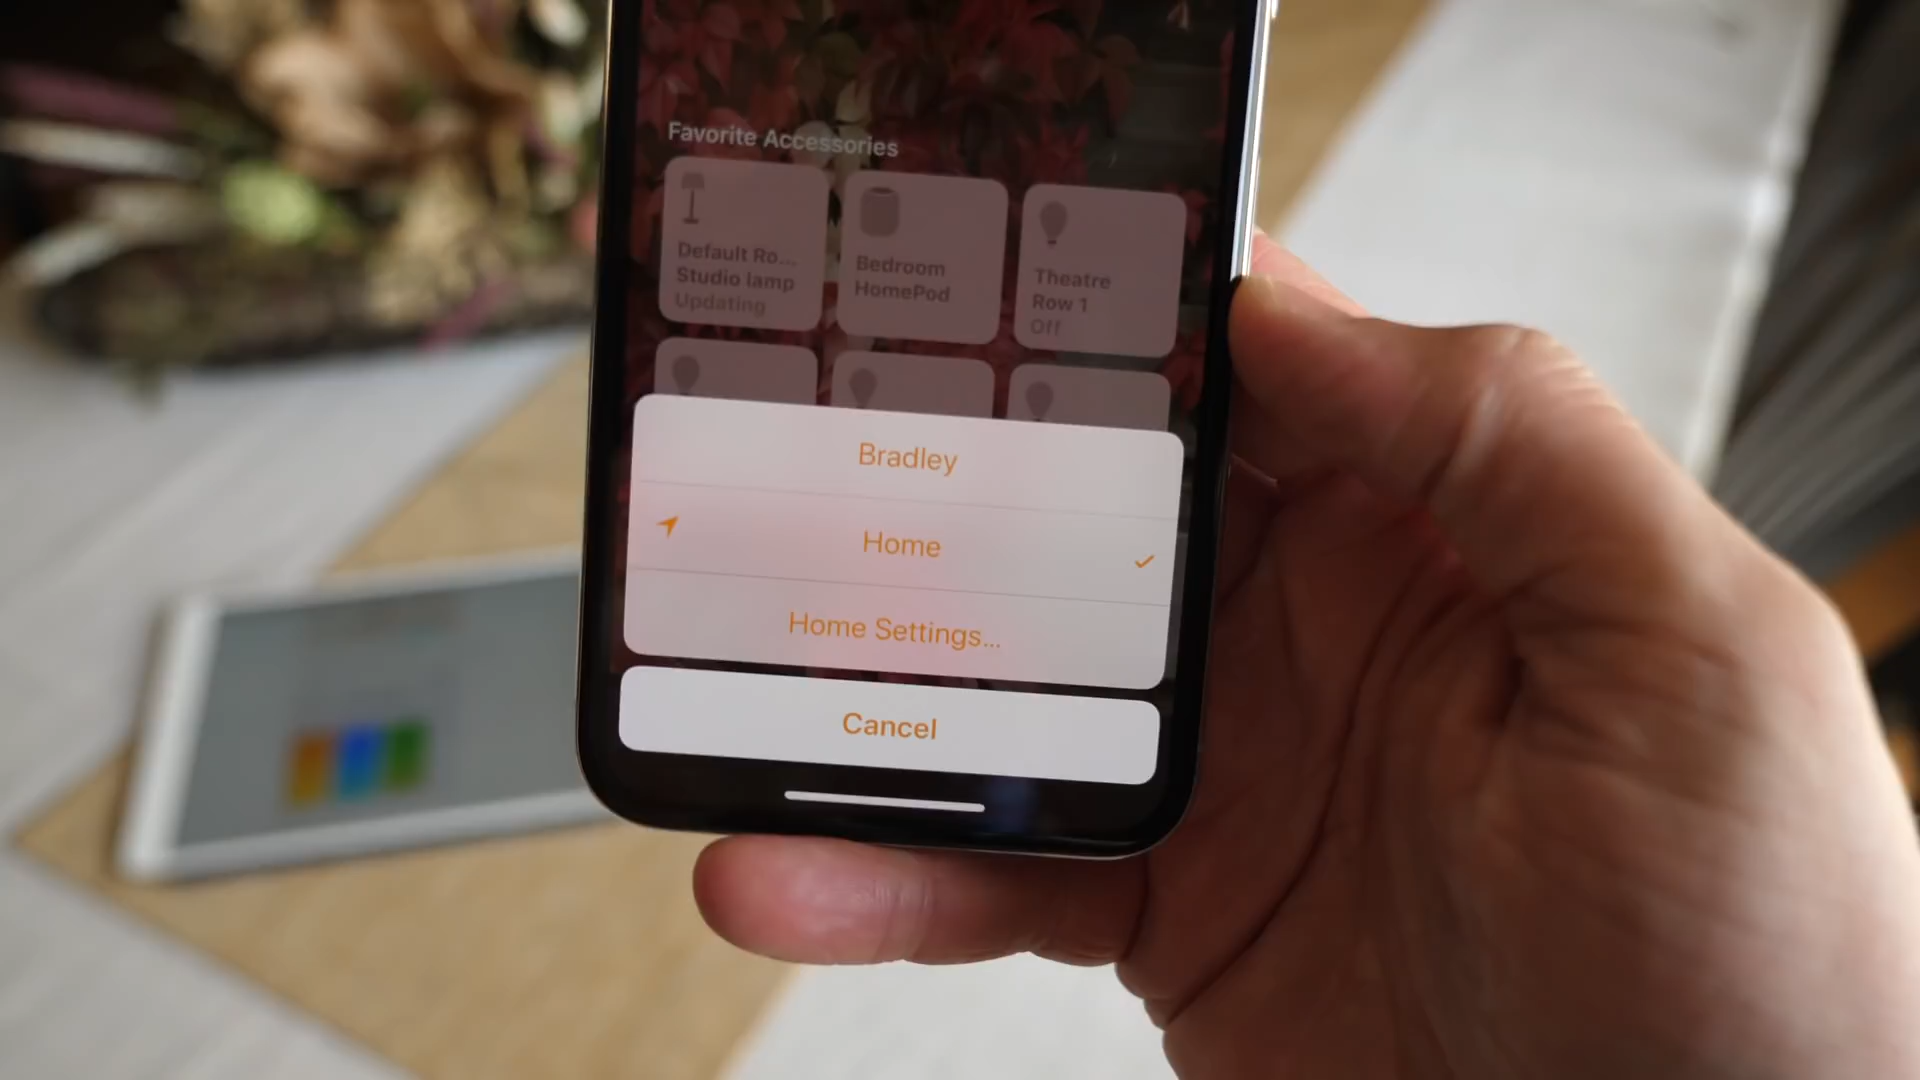 Favorite Accessories
Default Ro...
Studio lamp
Updating
Bedroom
HomePod
Theatre
Row 1
Off
Bradley
Home
Home Settings...
Cancel